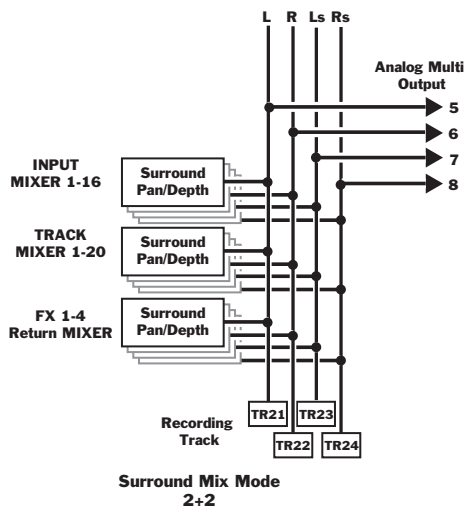 L R Ls Rs
Analog Multi
Output
5
6
7
8
INPUT
MIXER 1-16
Surround
Pan/Depth
TRACK
MIXER 1-20
Surround
Pan/Depth
FX 1-4
Return MIXER
Surround
Pan/Depth
Recording
Track
TR21 TR23
TR22 TR24
Surround Mix Mode
2+2